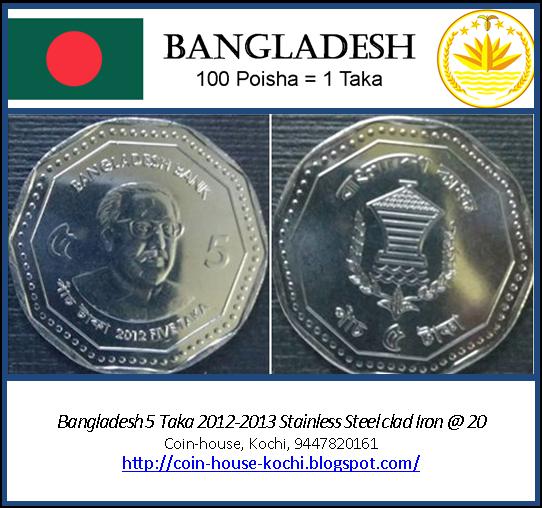 BANGLADESH
100 Poisha = 1 Taka
BANGLADESH BANK
৫
5
পাঁচ টাকা 2012 FIVE TAKA
বাংলাদেশ ব্যাংক
পাঁচ ৫ টাকা
Bangladesh 5 Taka 2012-2013 Stainless Steel clad Iron @ 20
Coin-house, Kochi, 9447820161
http://coin-house-kochi.blogspot.com/